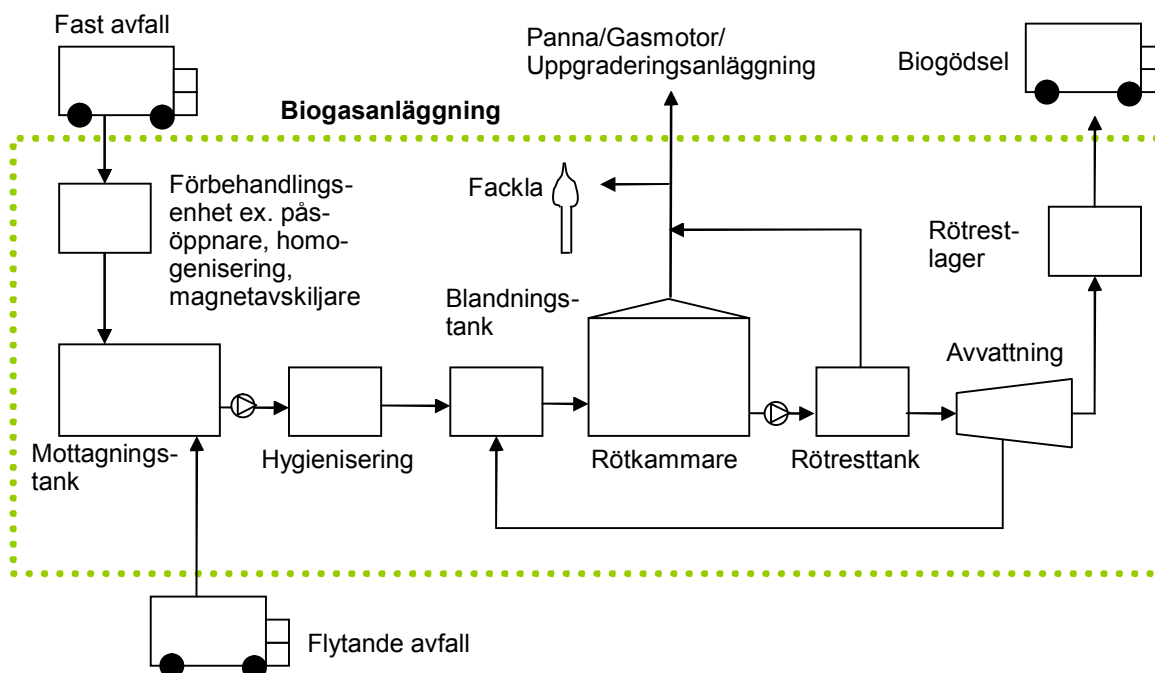 Fast avfall
Panna/Gasmotor/
Uppgraderingsanläggning
Biogödsel
Biogasanläggning
Förbehandlings-
enhet ex. pås-
öppnare, homo-
genisering,
magnetavskiljare
Fackla
Rötrest-
lager
Blandnings-
tank
Avvattning
Mottagnings-
tank
Hygienisering
Rötkammare
Rötresttank
Flytande avfall